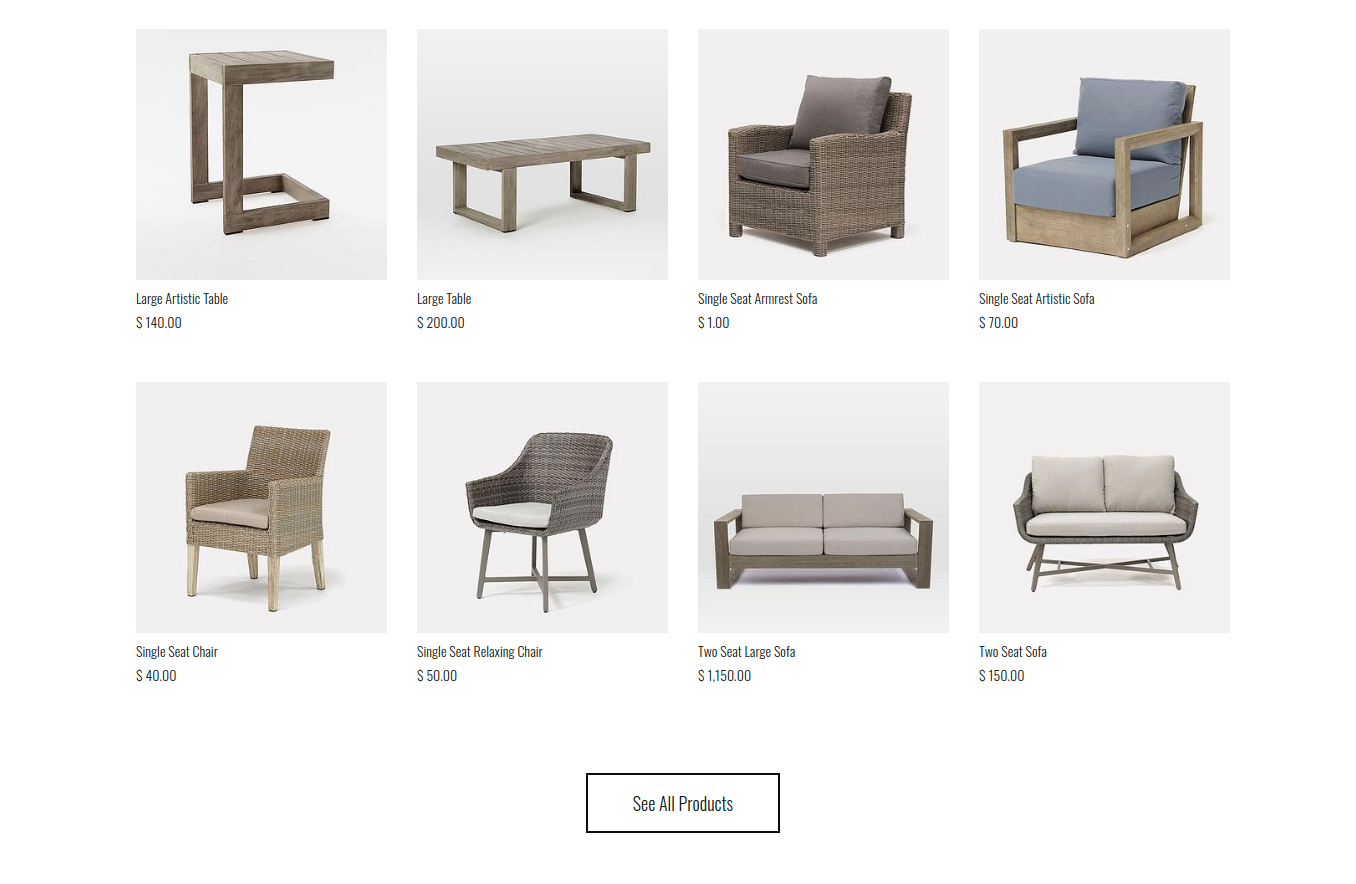 Large Artistic Table
$ 140.00
Large Table
$ 200.00
Single Seat Armrest Sofa
$ 1.00
Single Seat Artistic Sofa
$ 70.00
Single Seat Chair
$ 40.00
Single Seat Relaxing Chair
$ 50.00
Two Seat Large Sofa
$ 1,150.00
Two Seat Sofa
$ 150.00
See All Products